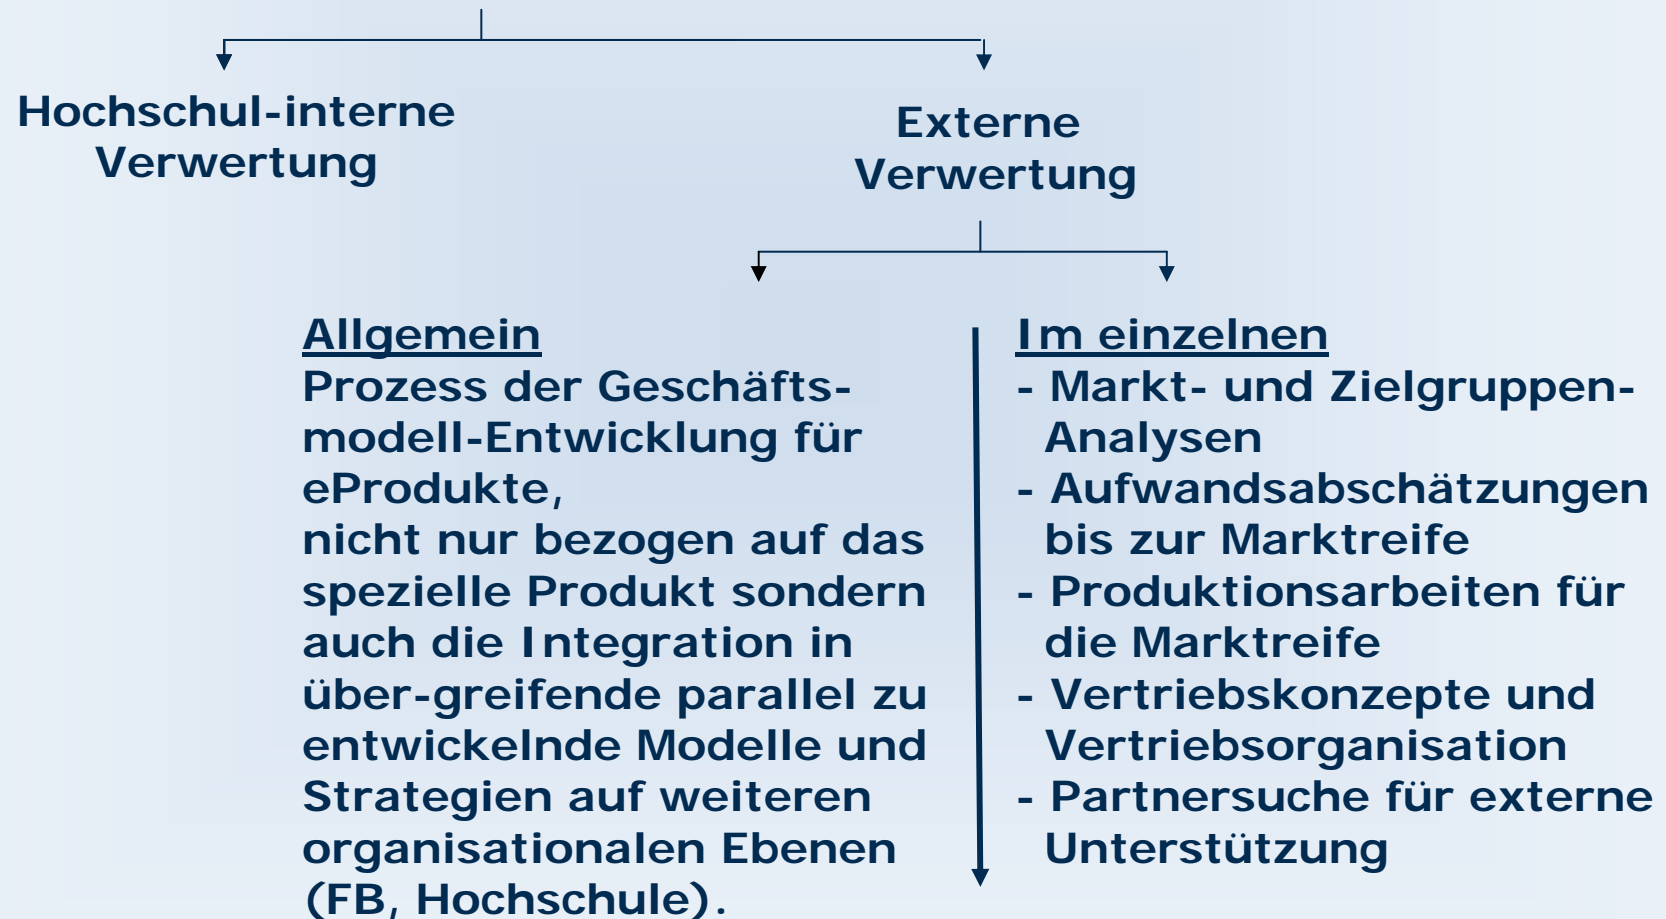 Hochschul-interne
Verwertung
Externe
Verwertung
Allgemein
Prozess der Geschäfts-
modell-Entwicklung für
eProdukte,
nicht nur bezogen auf das
spezielle Produkt sondern
auch die Integration in
über-greifende parallel zu
entwickelnde Modelle und
Strategien auf weiteren
organisationalen Ebenen
(FB, Hochschule).
Im einzelnen
- Markt- und Zielgruppen-
Analysen
- Aufwandsabschätzungen
bis zur Marktreife
- Produktionsarbeiten für
die Marktreife
- Vertriebskonzepte und
Vertriebsorganisation
- Partnersuche für externe
Unterstützung